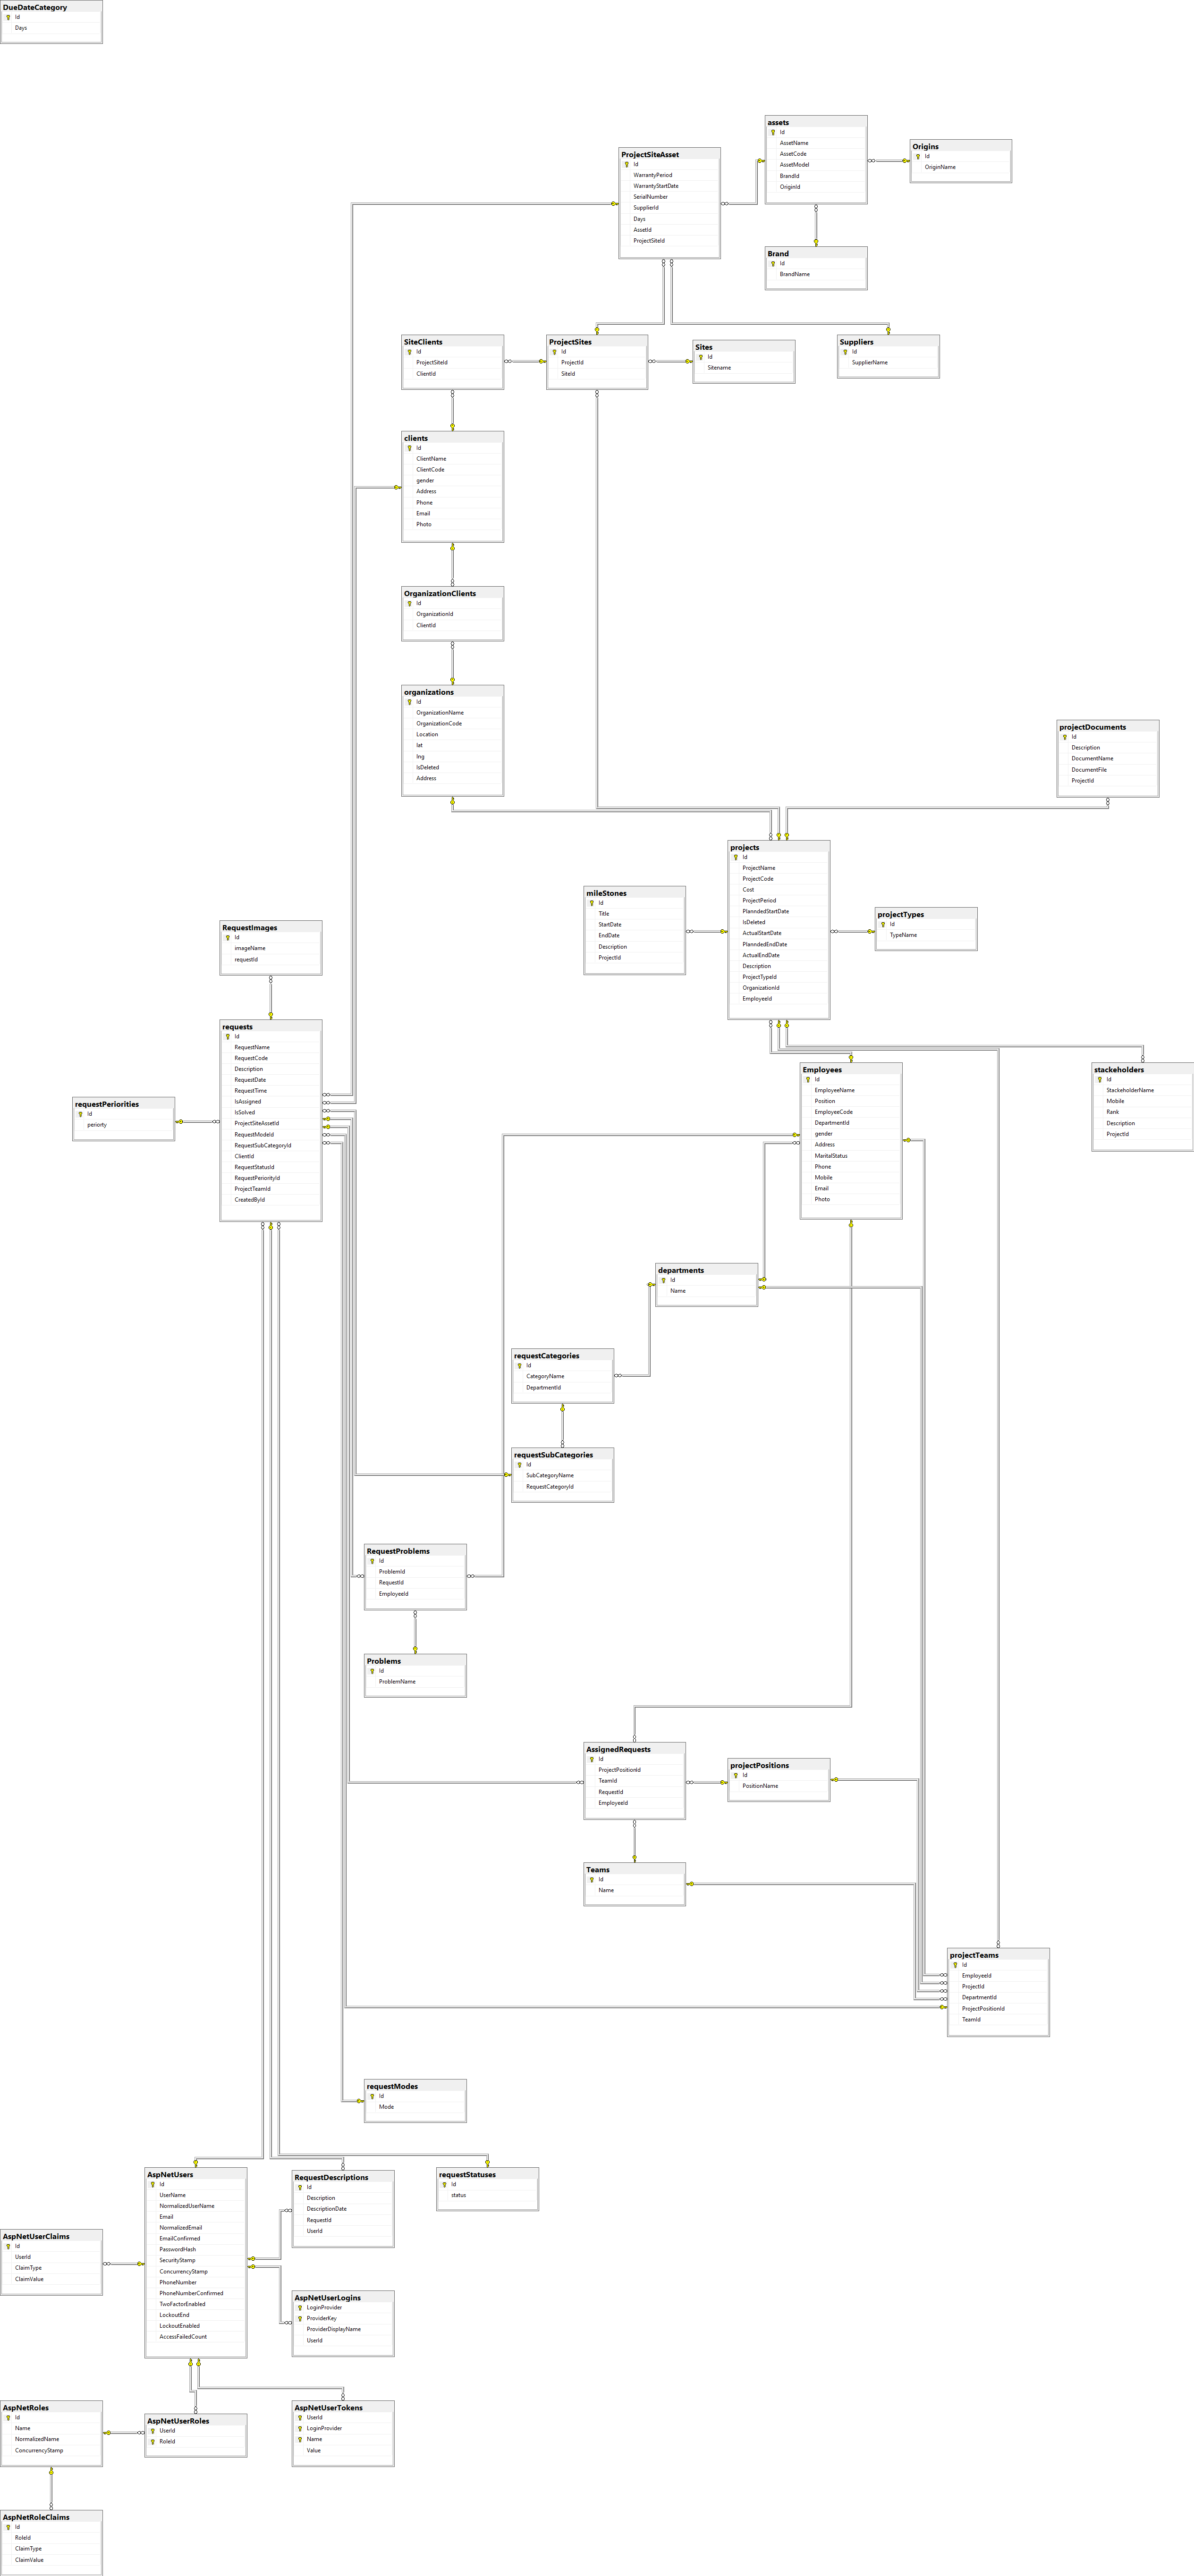 DueDateCategory
Id
Days
assets
Id
AssetName
AssetCode
AssetModel
BrandId
OriginId
Origins
Id
OriginName
ProjectSiteAsset
Id
WarrantyPeriod
WarrantyStartDate
SerialNumber
SupplierId
Days
AssetId
ProjectSiteId
Brand
Id
BrandName
SiteClients
Id
ProjectSiteId
ClientId
ProjectSites
Id
ProjectId
SiteId
Sites
Id
Sitename
Suppliers
Id
SupplierName
clients
Id
ClientName
ClientCode
gender
Address
Phone
Email
Photo
OrganizationClients
Id
OrganizationId
ClientId
organizations
Id
OrganizationName
OrganizationCode
Location
lat
lng
IsDeleted
Address
projectDocuments
Id
Description
DocumentName
DocumentFile
ProjectId
projects
Id
ProjectName
ProjectCode
Cost
ProjectPeriod
PlanndedStartDate
IsDeleted
ActualStartDate
PlanndedEndDate
ActualEndDate
Description
ProjectTypeId
OrganizationId
EmployeeId
mileStones
Id
Title
StartDate
EndDate
Description
ProjectId
projectTypes
Id
TypeName
RequestImages
Id
imageName
requestId
requests
Id
RequestName
RequestCode
Description
RequestDate
RequestTime
IsAssigned
IsSolved
ProjectSiteAssetId
RequestModeId
RequestSubCategoryId
ClientId
RequestStatusId
RequestPeriorityId
ProjectTeamId
CreatedById
requestPeriorities
Id
periorty
Employees
Id
EmployeeName
Position
EmployeeCode
DepartmentId
gender
Address
MaritalStatus
Phone
Mobile
Email
Photo
stackeholders
Id
StackeholderName
Mobile
Rank
Description
ProjectId
departments
Id
Name
requestCategories
Id
CategoryName
DepartmentId
requestSubCategories
Id
SubCategoryName
RequestCategoryId
RequestProblems
Id
ProblemId
RequestId
EmployeeId
Problems
Id
ProblemName
AssignedRequests
Id
ProjectPositionId
TeamId
RequestId
EmployeeId
projectPositions
Id
PositionName
Teams
Id
Name
projectTeams
Id
EmployeeId
ProjectId
DepartmentId
ProjectPositionId
TeamId
requestModes
Id
Mode
AspNetUsers
Id
UserName
NormalizedUserName
Email
NormalizedEmail
EmailConfirmed
PasswordHash
SecurityStamp
ConcurrencyStamp
PhoneNumber
PhoneNumberConfirmed
TwoFactorEnabled
LockoutEnd
LockoutEnabled
AccessFailedCount
RequestDescriptions
Id
Description
DescriptionDate
RequestId
UserId
requestStatuses
Id
status
AspNetUserClaims
Id
UserId
ClaimType
ClaimValue
AspNetUserLogins
LoginProvider
ProviderKey
ProviderDisplayName
UserId
AspNetRoles
Id
Name
NormalizedName
ConcurrencyStamp
AspNetUserRoles
UserId
RoleId
AspNetUserTokens
UserId
LoginProvider
Name
Value
AspNetRoleClaims
Id
RoleId
ClaimType
ClaimValue